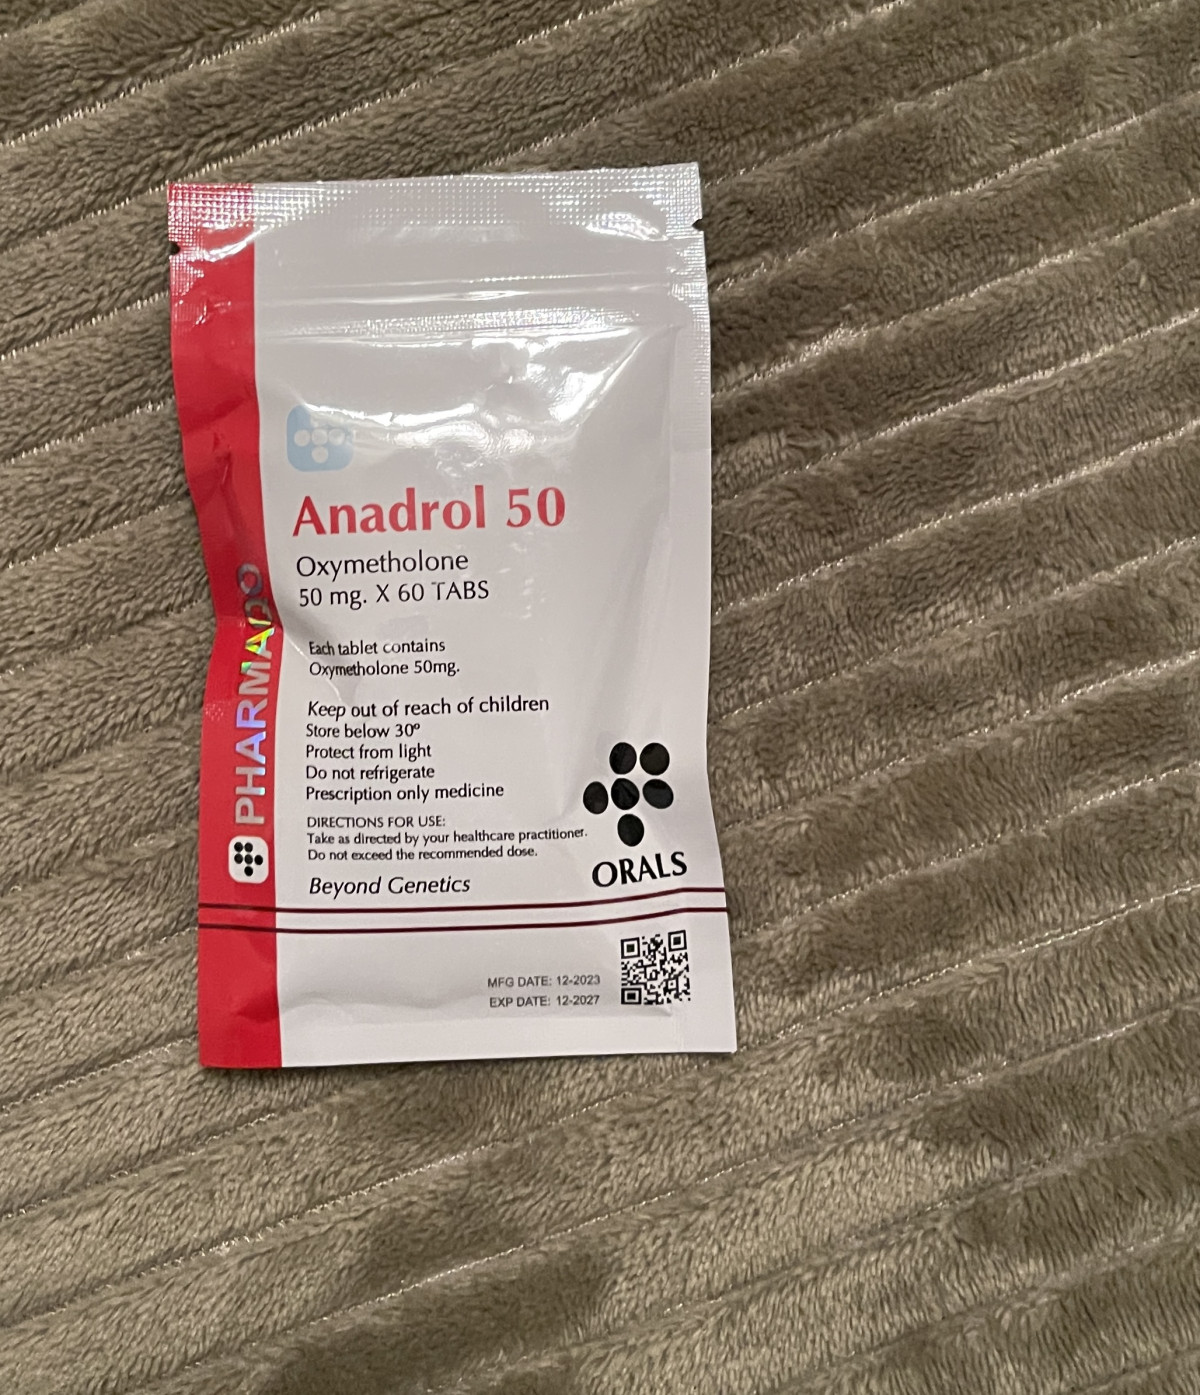 Anadrol 50
Oxymetholone
50 mg. X 60 TABS
Each tablet contains
Oxymetholone 50mg.
Keep out of reach of children
Store below 30º
Protect from light
Do not refrigerate
Prescription only medicine
DIRECTIONS FOR USE:
Take as directed by your healthcare practitioner.
Do not exceed the recommended dose.
Beyond Genetics
ORALS
MFG DATE: 12-2023
EXP DATE: 12-2027
PHARMAQO